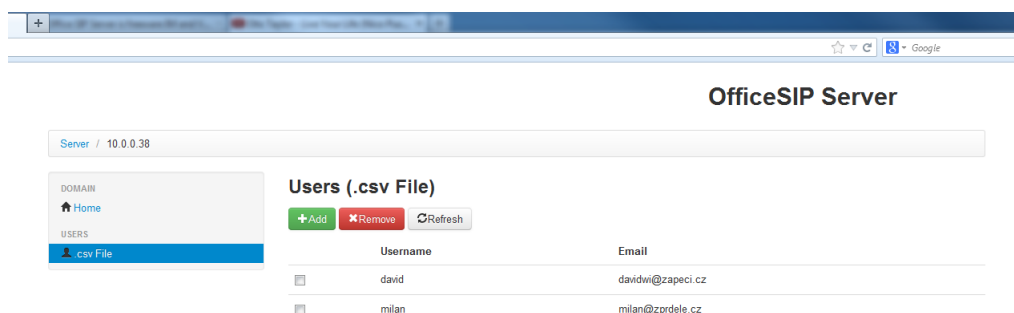 Google
OfficeSIP Server
Server / 10.0.0.38
DOMAIN
Home
USERS
.csv File
Users (.csv File)
Add Remove Refresh
Username Email
david davidwi@zapeci.cz
milan milan@zprdele.cz